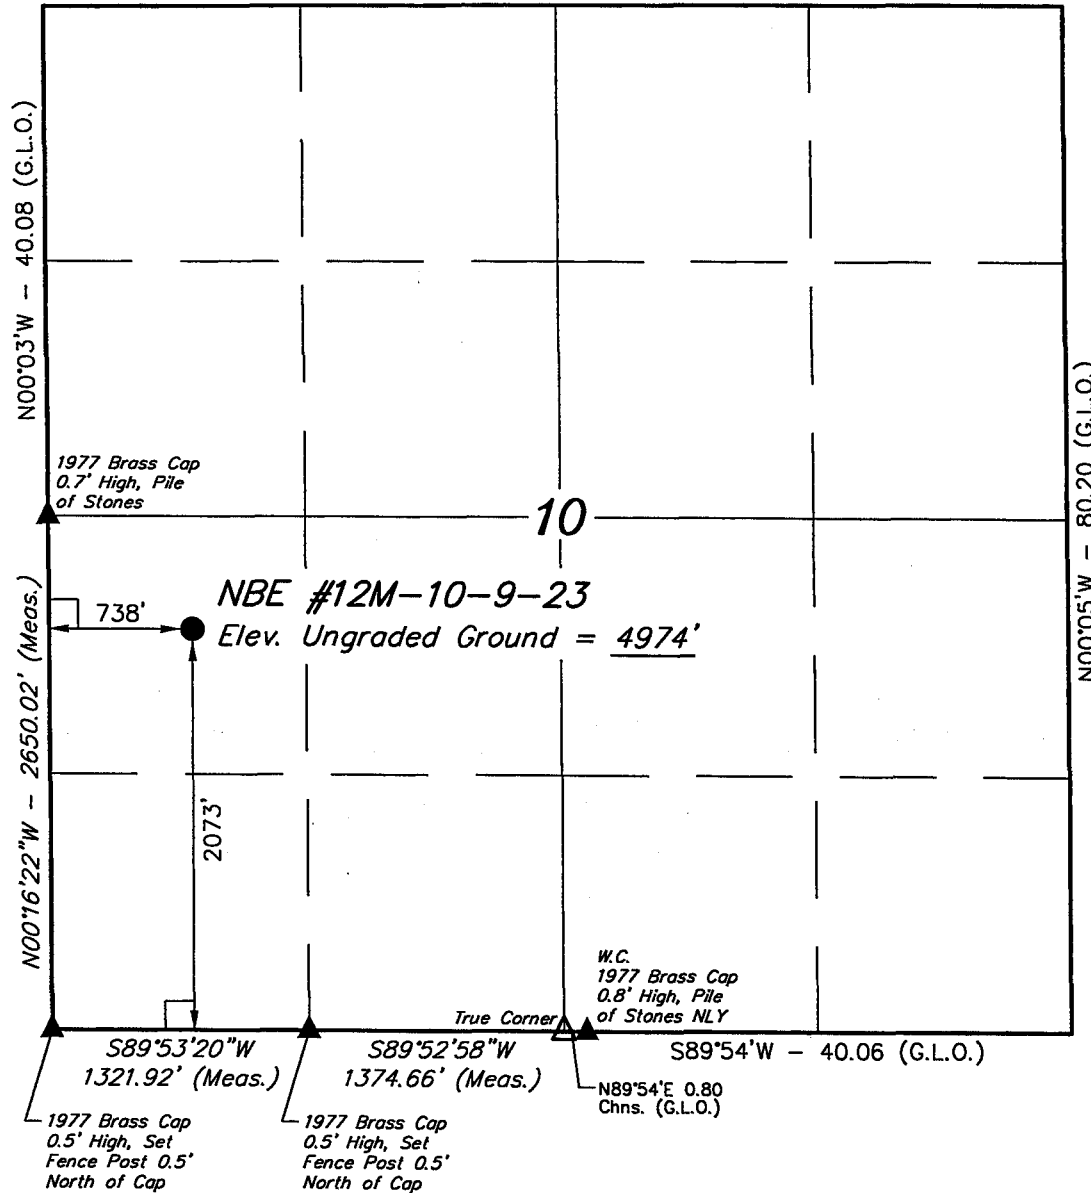 N00°03'W - 40.08 (G.L.O.)
1977 Brass Cap
0.7' High, Pile
of Stones
10
N00°05'W - 80.20 (G.L.O.)
NBE #12M-10-9-23
Elev. Ungraded Ground = 4974'
738'
2073'
N00°16'22"W - 2650.02' (Meas.)
W.C.
1977 Brass Cap
0.8' High, Pile
of Stones NLY
True Corner
S89°53'20"W
1321.92' (Meas.)
S89°52'58"W
1374.66' (Meas.)
S89°54'W - 40.06 (G.L.O.)
N89°54'E 0.80
Chns. (G.L.O.)
1977 Brass Cap
0.5' High, Set
Fence Post 0.5'
North of Cap
1977 Brass Cap
0.5' High, Set
Fence Post 0.5'
North of Cap